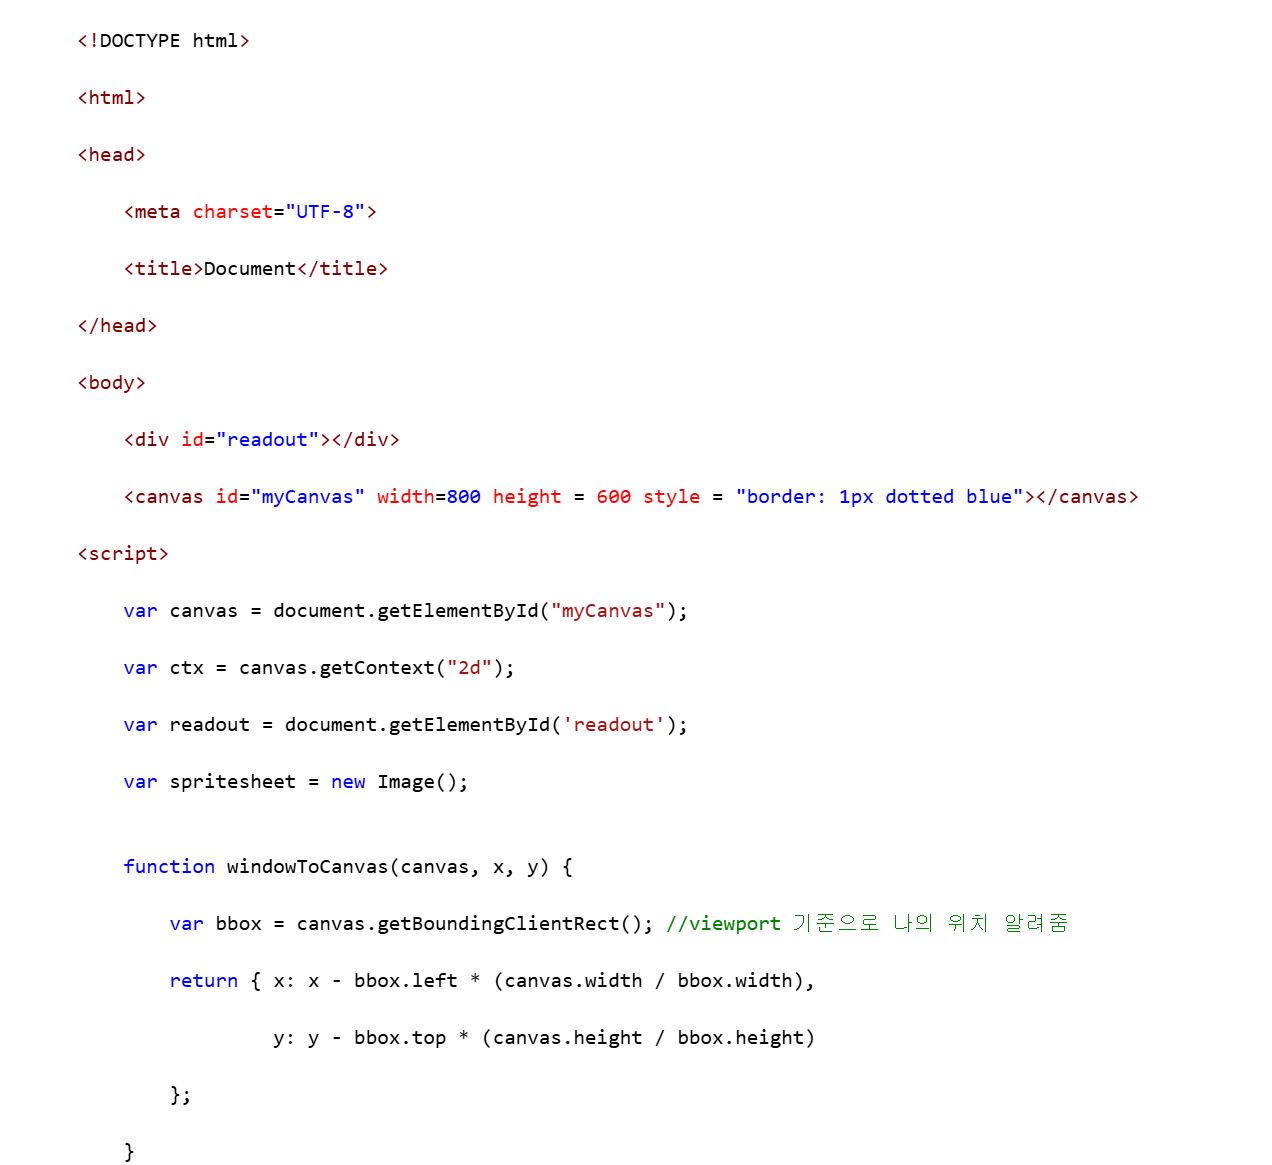 <!DOCTYPE html>
<html>
<head>
    <meta charset="UTF-8">
    <title>Document</title>
</head>
<body>
    <div id="readout"></div>
    <canvas id="myCanvas" width=800 height = 600 style = "border: 1px dotted blue"></canvas>
<script>
    var canvas = document.getElementById("myCanvas");
    var ctx = canvas.getContext("2d");
    var readout = document.getElementById('readout');
    var spritesheet = new Image();
    function windowToCanvas(canvas, x, y) {
        var bbox = canvas.getBoundingClientRect(); //viewport 기준으로 나의 위치 알려줌
        return { x: x - bbox.left * (canvas.width / bbox.width),
                 y: y - bbox.top * (canvas.height / bbox.height)
        };
    }